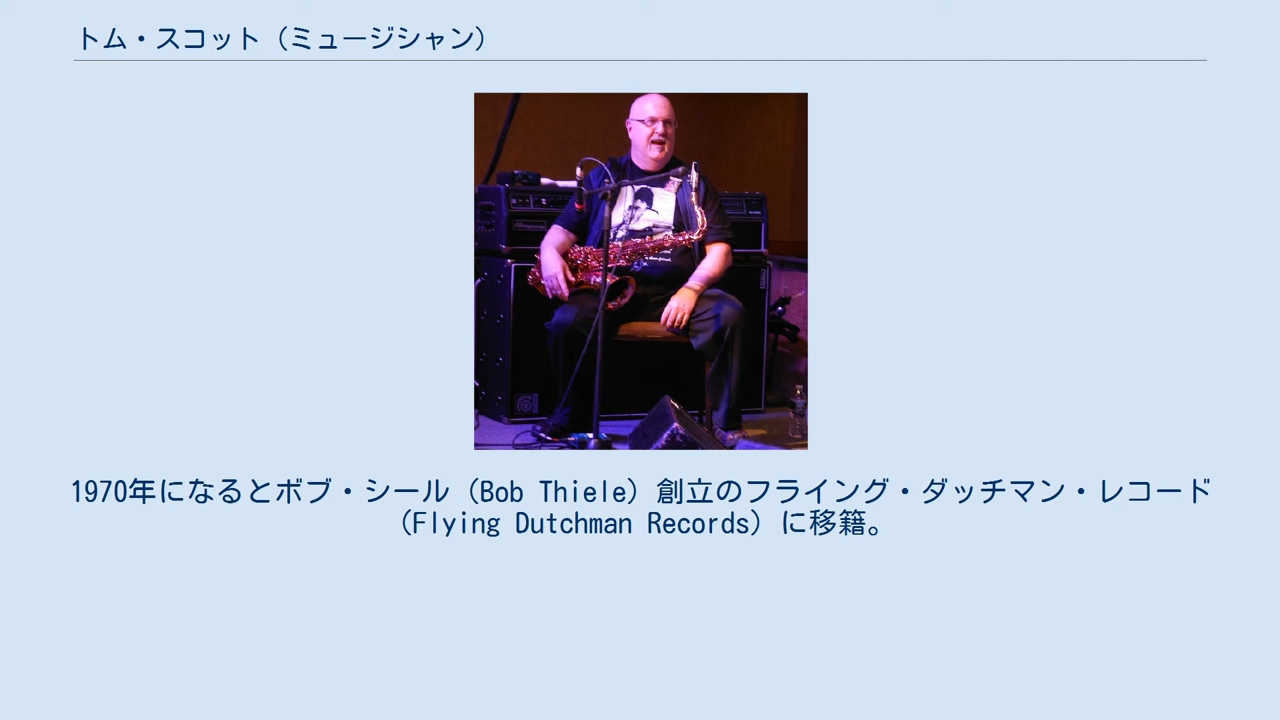 トム・スコット（ミュージシャン）
1970年になるとボブ・シール（Bob Thiele）創立のフライング・ダッチマン・レコード
（Flying Dutchman Records）に移籍。